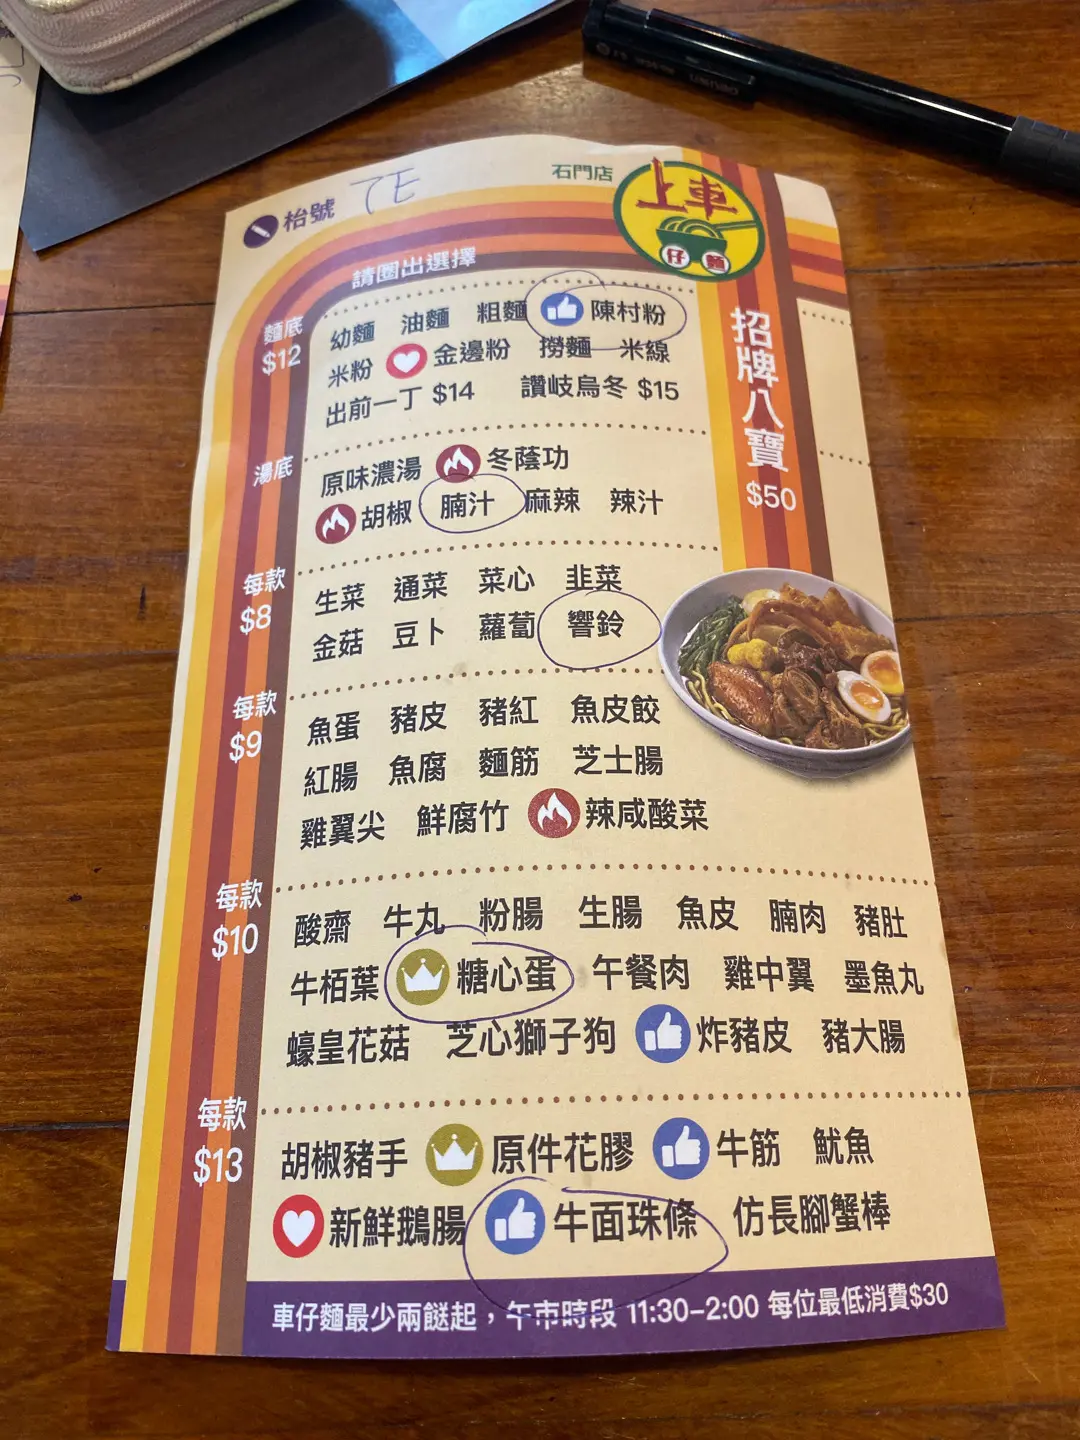 石門店
上車
仔麵
枱號 7E
請圈出選擇
招牌八寶
$50
麵底
$12
幼麵 油麵 粗麵 陳村粉
米粉 金邊粉 撈麵 米線
出前一丁 $14 讚岐烏冬 $15
湯底
原味濃湯 冬蔭功
胡椒 腩汁 麻辣 辣汁
每款
$8
生菜 通菜 菜心 韭菜
金菇 豆卜 蘿蔔 響鈴
每款
$9
魚蛋 豬皮 豬紅 魚皮餃
紅腸 魚腐 麵筋 芝士腸
雞翼尖 鮮腐竹 辣咸酸菜
每款
$10
酸齋 牛丸 粉腸 生腸 魚皮 腩肉 豬肚
牛栢葉 糖心蛋 午餐肉 雞中翼 墨魚丸
蠔皇花菇 芝心獅子狗 炸豬皮 豬大腸
每款
$13
胡椒豬手 原件花膠 牛筋 魷魚
新鮮鵝腸 牛面珠條 仿長腳蟹棒
車仔麵最少兩餸起，午市時段 11:30-2:00 每位最低消費$30